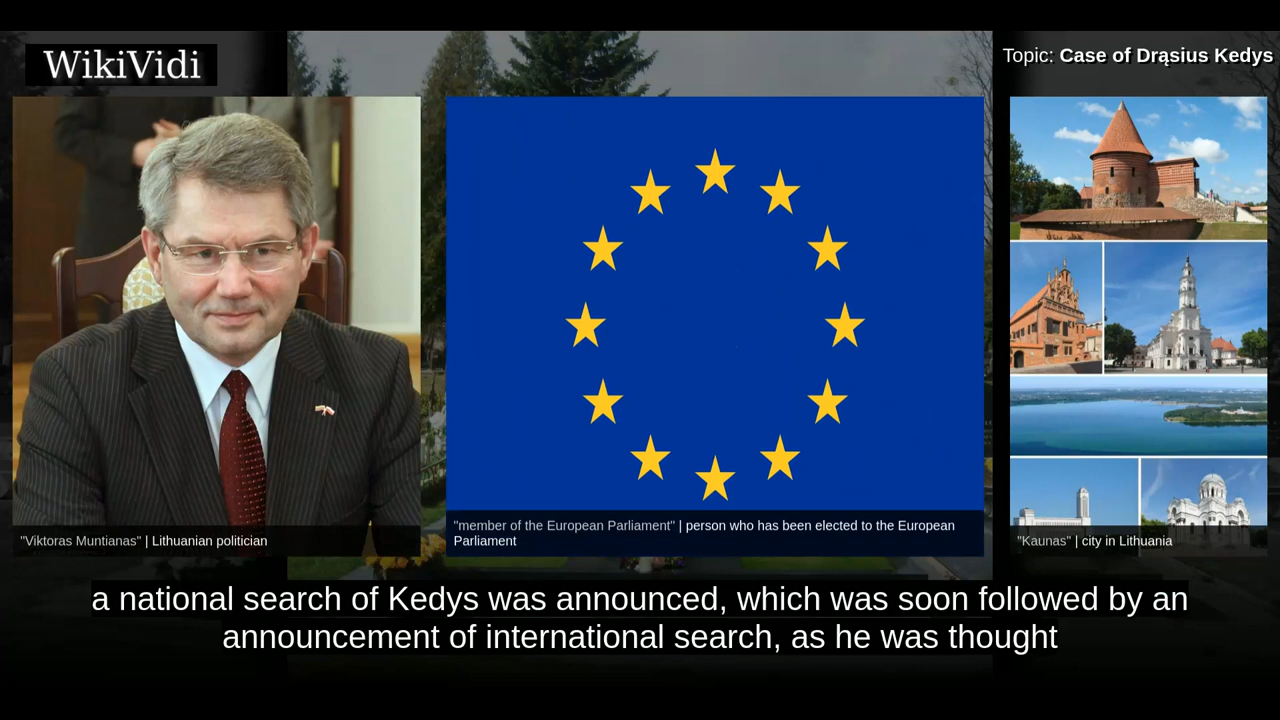 WikiVidi
Topic: Case of Drąsius Kedys
"Viktoras Muntianas" | Lithuanian politician
"member of the European Parliament" | person who has been elected to the European
Parliament
"Kaunas" | city in Lithuania
a national search of Kedys was announced, which was soon followed by an
announcement of international search, as he was thought